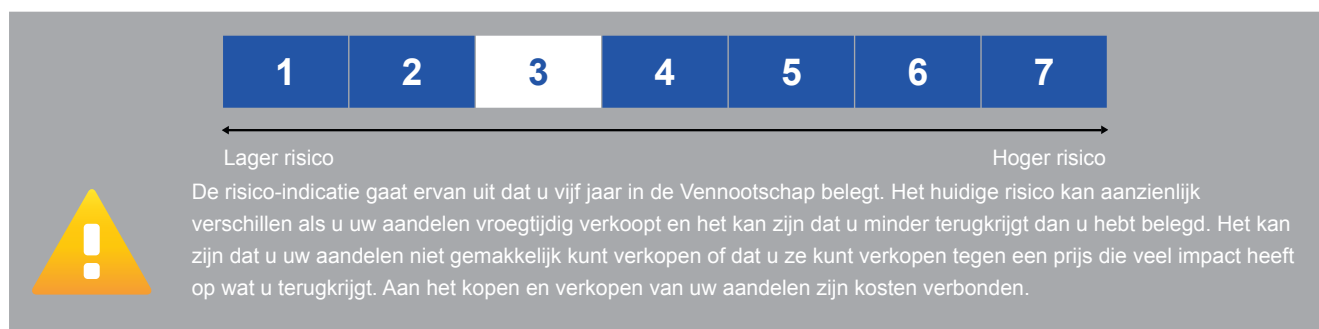 1 2 3 4 5 6 7
Lager risico Hoger risico
De risico-indicatie gaat ervan uit dat u vijf jaar in de Vennootschap belegt. Het huidige risico kan aanzienlijk
verschillen als u uw aandelen vroegtijdig verkoopt en het kan zijn dat u minder terugkrijgt dan u hebt belegd. Het kan
zijn dat u uw aandelen niet gemakkelijk kunt verkopen of dat u ze kunt verkopen tegen een prijs die veel impact heeft
op wat u terugkrijgt. Aan het kopen en verkopen van uw aandelen zijn kosten verbonden.